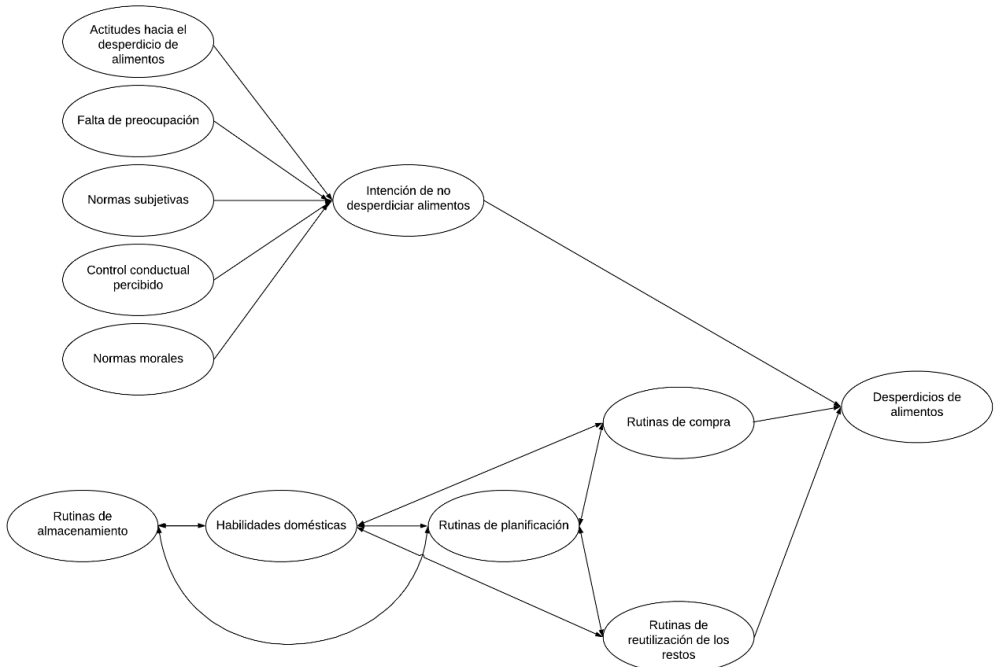 Actitudes hacia el
desperdicio de
alimentos
Falta de preocupación
Normas subjetivas
Intención de no
desperdiciar alimentos
Control conductual
percibido
Normas morales
Desperdicios de
alimentos
Rutinas de compra
Rutinas de
almacenamiento
Habilidades domésticas
Rutinas de planificación
Rutinas de
reutilización de los
restos